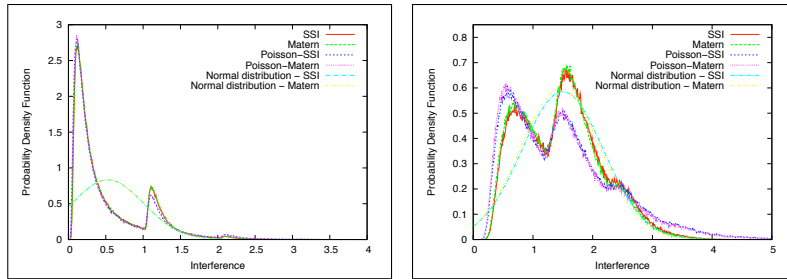 3
2.5
2
1.5
1
0.5
0
0 0.5 1 1.5 2 2.5 3 3.5 4
Probability Density Function
Interference
SSI
Matern
Poisson-SSI
Poisson-Matern
Normal distribution - SSI
Normal distribution - Matern
0.8
0.7
0.6
0.5
0.4
0.3
0.2
0.1
0
0 1 2 3 4 5
Probability Density Function
Interference
SSI
Matern
Poisson-SSI
Poisson-Matern
Normal distribution - SSI
Normal distribution - Matern